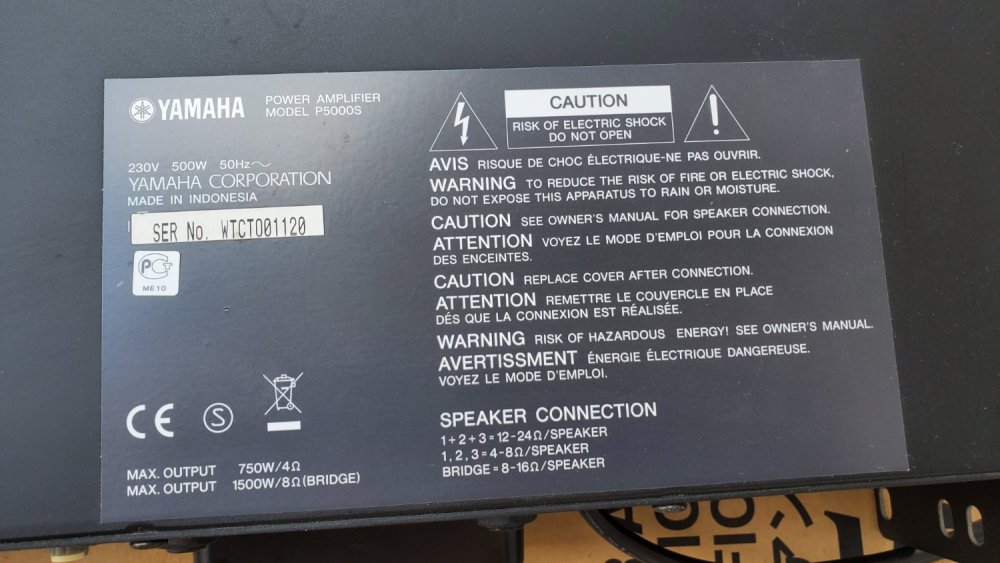 YAMAHA
POWER AMPLIFIER
MODEL P5000S
230V 500W 50Hz～
YAMAHA CORPORATION
MADE IN INDONESIA
SER No. WTCTO01120
PC
ME10
CE
S
MAX. OUTPUT 750W/4Ω
MAX. OUTPUT 1500W/8Ω(BRIDGE)
CAUTION
RISK OF ELECTRIC SHOCK
DO NOT OPEN
AVIS RISQUE DE CHOC ÉLECTRIQUE-NE PAS OUVRIR.
WARNING TO REDUCE THE RISK OF FIRE OR ELECTRIC SHOCK,
DO NOT EXPOSE THIS APPARATUS TO RAIN OR MOISTURE.
CAUTION SEE OWNER'S MANUAL FOR SPEAKER CONNECTION.
ATTENTION VOYEZ LE MODE D'EMPLOI POUR LA CONNEXION
DES ENCEINTES.
CAUTION REPLACE COVER AFTER CONNECTION.
ATTENTION REMETTRE LE COUVERCLE EN PLACE
DÈS QUE LA CONNEXION EST RÉALISÉE.
WARNING RISK OF HAZARDOUS ENERGY! SEE OWNER'S MANUAL.
AVERTISSMENT ÉNERGIE ÉLECTRIQUE DANGEREUSE.
VOYEZ LE MODE D'EMPLOI.
SPEAKER CONNECTION
1+2+3=12-24Ω/SPEAKER
1,2,3=4-8Ω/SPEAKER
BRIDGE=8-16Ω/SPEAKER